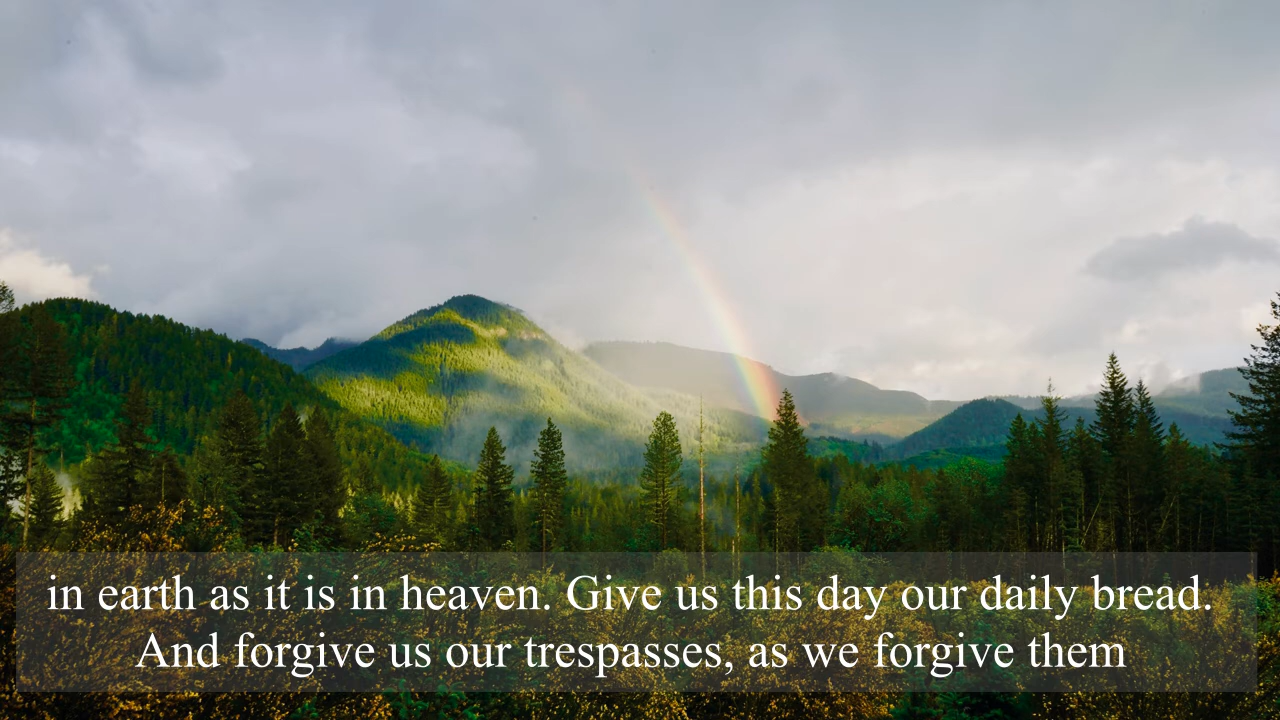 in earth as it is in heaven. Give us this day our daily bread.
And forgive us our trespasses, as we forgive them